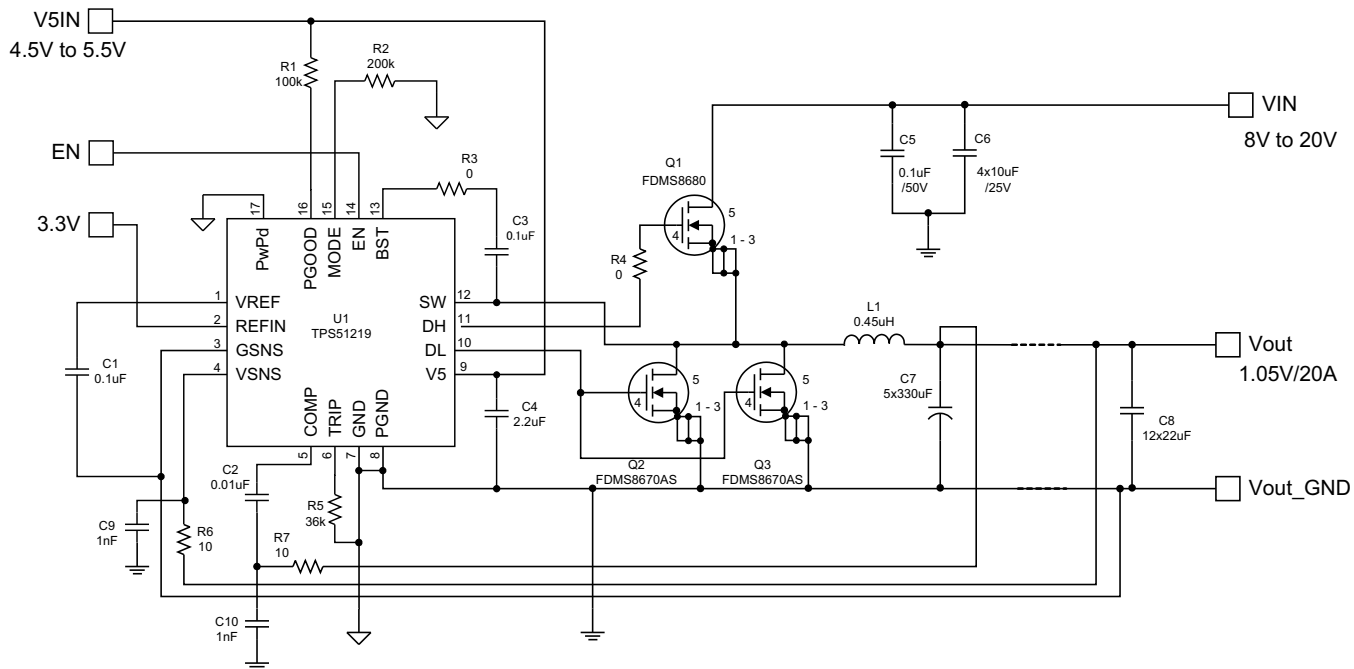 V5IN
4.5V to 5.5V
R1
100k
R2
200k
VIN
8V to 20V
C5
0.1uF
/50V
C6
4x10uF
/25V
EN
R3
0
Q1
FDMS8680
5
4
1 - 3
3.3V
17
16
15
14
13
PwPd
PGOOD
MODE
EN
BST
C3
0.1uF
R4
0
1
VREF
2
REFIN
3
GSNS
4
VSNS
U1
TPS51219
SW
12
DH
11
DL
10
V5
9
COMP
TRIP
GND
PGND
5
6
7
8
C1
0.1uF
L1
0.45uH
Vout
1.05V/20A
5
4
1 - 3
5
4
1 - 3
C7
5x330uF
C4
2.2uF
C8
12x22uF
Q2
FDMS8670AS
Q3
FDMS8670AS
C2
0.01uF
Vout_GND
C9
1nF
R6
10
R5
36k
R7
10
C10
1nF